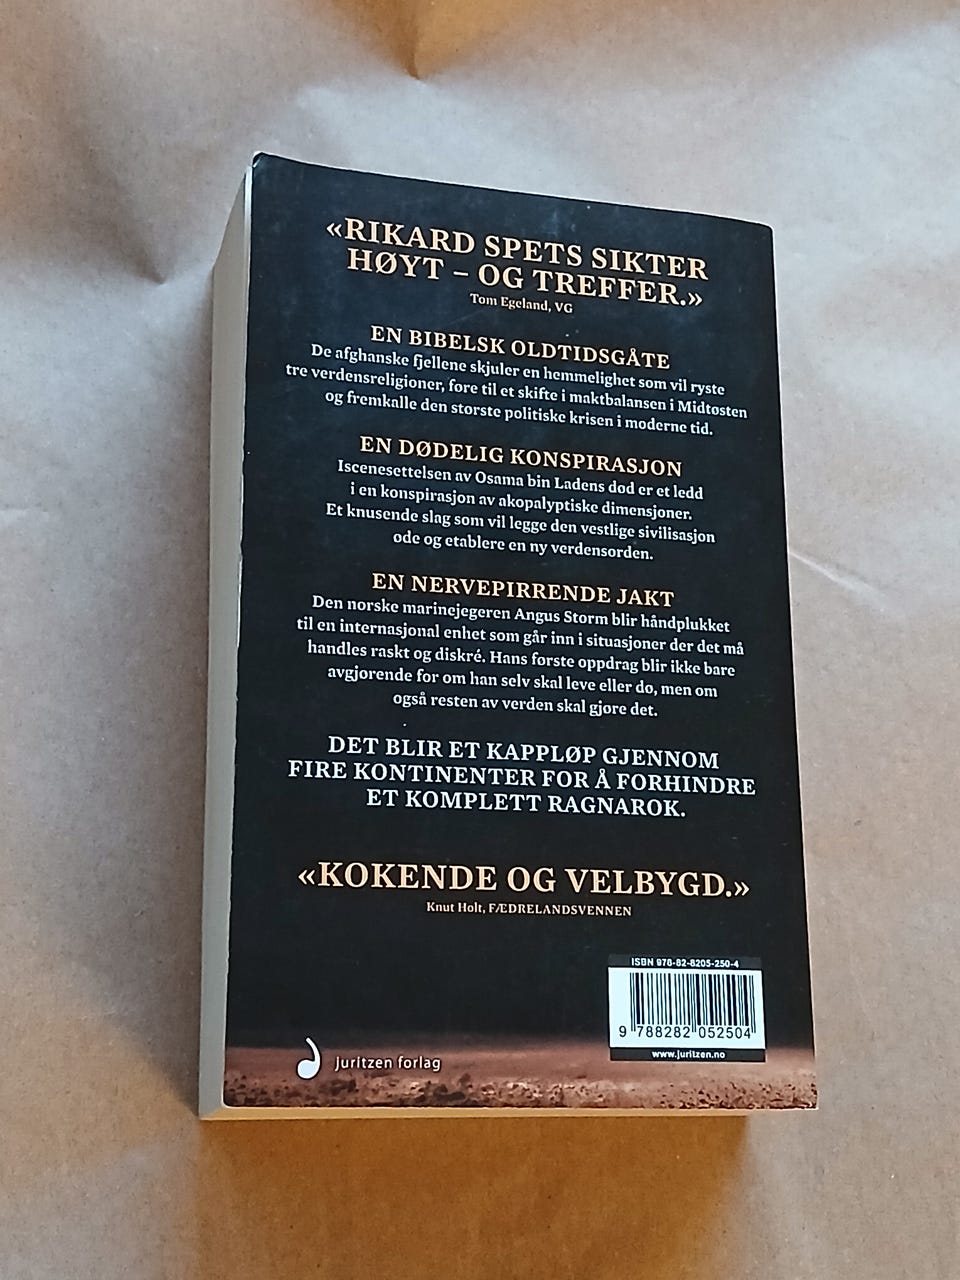 «RIKARD SPETS SIKTER
HØYT – OG TREFFER.»
Tom Egeland, VG
EN BIBELSK OLDTIDSGÅTE
De afghanske fjellene skjuler en hemmelighet som vil ryste
tre verdensreligioner, føre til et skifte i maktbalansen i Midtøsten
og fremkalle den største politiske krisen i moderne tid.
EN DØDELIG KONSPIRASJON
Iscenesettelsen av Osama bin Ladens død er et ledd
i en konspirasjon av akopalyptiske dimensjoner.
Et knusende slag som vil legge den vestlige sivilisasjon
øde og etablere en ny verdensorden.
EN NERVEPIRRENDE JAKT
Den norske marinejegeren Angus Storm blir håndplukket
til en internasjonal enhet som går inn i situasjoner der det må
handles raskt og diskré. Hans første oppdrag blir ikke bare
avgjørende for om han selv skal leve eller dø, men om
også resten av verden skal gjøre det.
DET BLIR ET KAPPLØP GJENNOM
FIRE KONTINENTER FOR Å FORHINDRE
ET KOMPLETT RAGNAROK.
«KOKENDE OG VELBYGD.»
Knut Holt, FÆDRELANDSVENNEN
ISBN 978-82-8205-250-4
9 788282 052504
www.juritzen.no
juritzen forlag